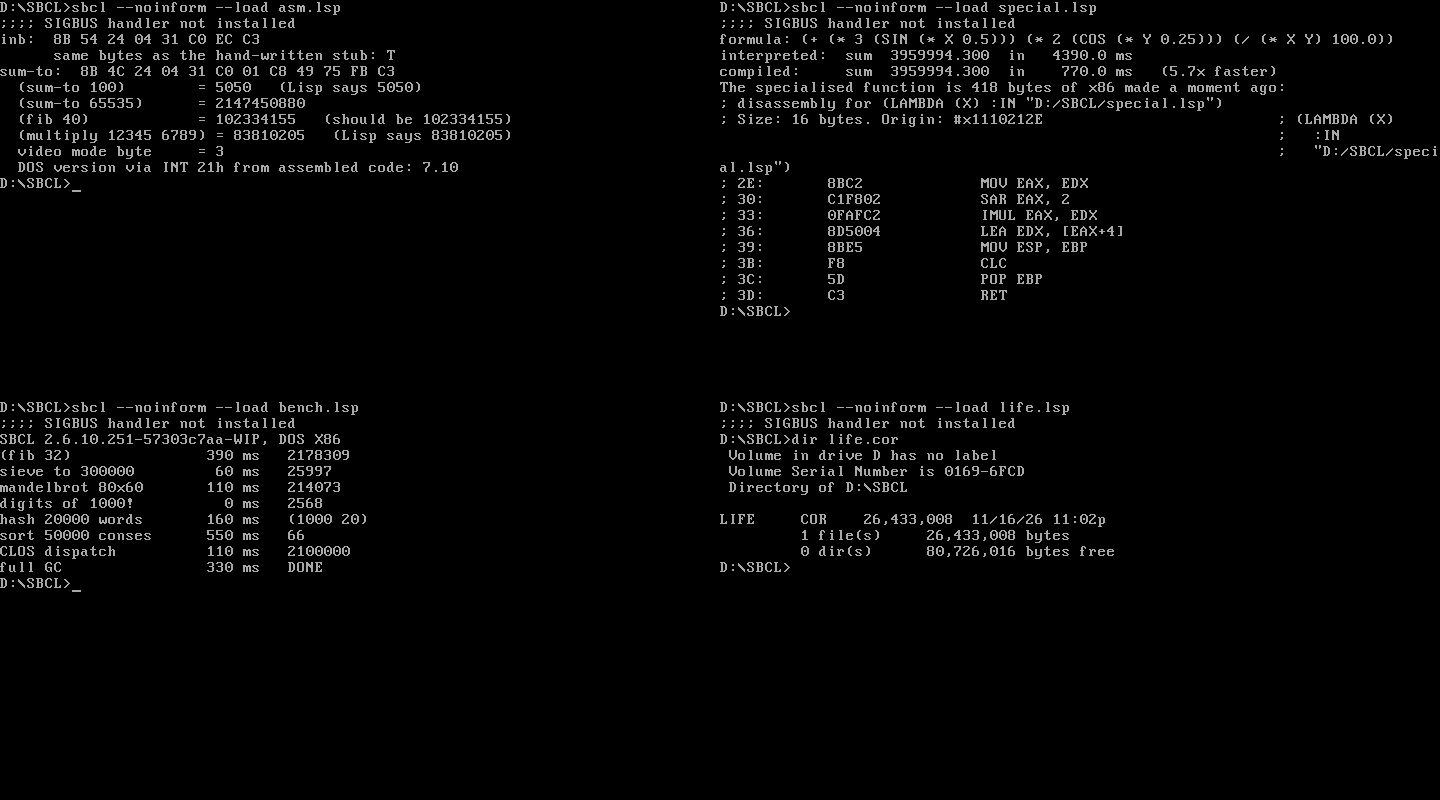 D:\SBCL>sbcl --noinform --load asm.lsp
;;;; SIGBUS handler not installed
inb:  8B 54 24 04 31 C0 EC C3
      same bytes as the hand-written stub: T
sum-to:  8B 4C 24 04 31 C0 01 C8 49 75 FB C3
  (sum-to 100)        = 5050   (Lisp says 5050)
  (sum-to 65535)      = 2147450880
  (fib 40)            = 102334155   (should be 102334155)
  (multiply 12345 6789) = 83810205   (Lisp says 83810205)
  video mode byte     = 3
  DOS version via INT 21h from assembled code: 7.10
D:\SBCL>_
D:\SBCL>sbcl --noinform --load special.lsp
;;;; SIGBUS handler not installed
formula: (+ (* 3 (SIN (* X 0.5))) (* 2 (COS (* Y 0.25))) (/ (* X Y) 100.0))
interpreted:  sum  3959994.300  in   4390.0 ms
compiled:     sum  3959994.300  in    770.0 ms   (5.7x faster)
The specialised function is 418 bytes of x86 made a moment ago:
; disassembly for (LAMBDA (X) :IN "D:/SBCL/special.lsp")
; Size: 16 bytes. Origin: #x1110212E                          ; (LAMBDA (X)
                                                              ;   :IN
                                                              ;   "D:/SBCL/speci
al.lsp")
; 2E:       8BC2             MOV EAX, EDX
; 30:       C1F802           SAR EAX, 2
; 33:       0FAFC2           IMUL EAX, EDX
; 36:       8D5004           LEA EDX, [EAX+4]
; 39:       8BE5             MOV ESP, EBP
; 3B:       F8               CLC
; 3C:       5D               POP EBP
; 3D:       C3               RET
D:\SBCL>
D:\SBCL>sbcl --noinform --load bench.lsp
;;;; SIGBUS handler not installed
SBCL 2.6.10.251-57303c7aa-WIP, DOS X86
(fib 32)               390 ms   2178309
sieve to 300000         60 ms   25997
mandelbrot 80x60       110 ms   214073
digits of 1000!          0 ms   2568
hash 20000 words       160 ms   (1000 20)
sort 50000 conses      550 ms   66
CLOS dispatch          110 ms   2100000
full GC                330 ms   DONE
D:\SBCL>_
D:\SBCL>sbcl --noinform --load life.lsp
;;;; SIGBUS handler not installed
D:\SBCL>dir life.cor
 Volume in drive D has no label
 Volume Serial Number is 0169-6FCD
 Directory of D:\SBCL
LIFE     COR    26,433,008  11/16/26 11:02p
         1 file(s)      26,433,008 bytes
         0 dir(s)       80,726,016 bytes free
D:\SBCL>